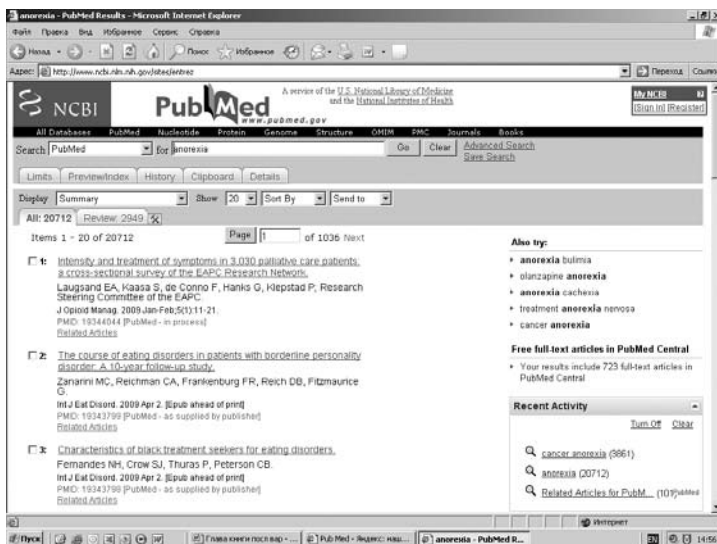 anorexia - PubMed Results - Microsoft Internet Explorer
Файл Правка Вид Избранное Сервис Справка
Назад Поиск Избранное
Адрес: http://www.ncbi.nlm.nih.gov/sites/entrez Переход Ссылки
NCBI PubMed www.pubmed.gov
A service of the U.S. National Library of Medicine
and the National Institutes of Health
My NCBI
[Sign In] [Register]
All Databases PubMed Nucleotide Protein Genome Structure OMIM PMC Journals Books
Search PubMed for anorexia Go Clear Advanced Search
Save Search
Limits Preview/Index History Clipboard Details
Display Summary Show 20 Sort By Send to
All: 20712 Review: 2949
Items 1 - 20 of 20712 Page 1 of 1036 Next
1: Intensity and treatment of symptoms in 3,030 palliative care patients:
a cross-sectional survey of the EAPC Research Network.
Laugsand EA, Kaasa S, de Conno F, Hanks G, Klepstad P; Research
Steering Committee of the EAPC.
J Opioid Manag. 2009 Jan-Feb;5(1):11-21.
PMID: 19344044 [PubMed - in process]
Related Articles
2: The course of eating disorders in patients with borderline personality
disorder: A 10-year follow-up study.
Zanarini MC, Reichman CA, Frankenburg FR, Reich DB, Fitzmaurice
G.
Int J Eat Disord. 2009 Apr 2. [Epub ahead of print]
PMID: 19343799 [PubMed - as supplied by publisher]
Related Articles
3: Characteristics of black treatment seekers for eating disorders.
Fernandes NH, Crow SJ, Thuras P, Peterson CB.
Int J Eat Disord. 2009 Apr 2. [Epub ahead of print]
PMID: 19343798 [PubMed - as supplied by publisher]
Related Articles
Also try:
anorexia bulimia
olanzapine anorexia
anorexia cachexia
treatment anorexia nervosa
cancer anorexia
Free full-text articles in PubMed Central
Your results include 723 full-text articles in
PubMed Central
Recent Activity
Turn Off Clear
cancer anorexia (3861)
anorexia (20712)
Related Articles for PubM... (101) PubMed
Интернет
Пуск Глава книги посл вар - ... Pub Med - Яндекс: наш... anorexia - PubMed R... EN 14:56